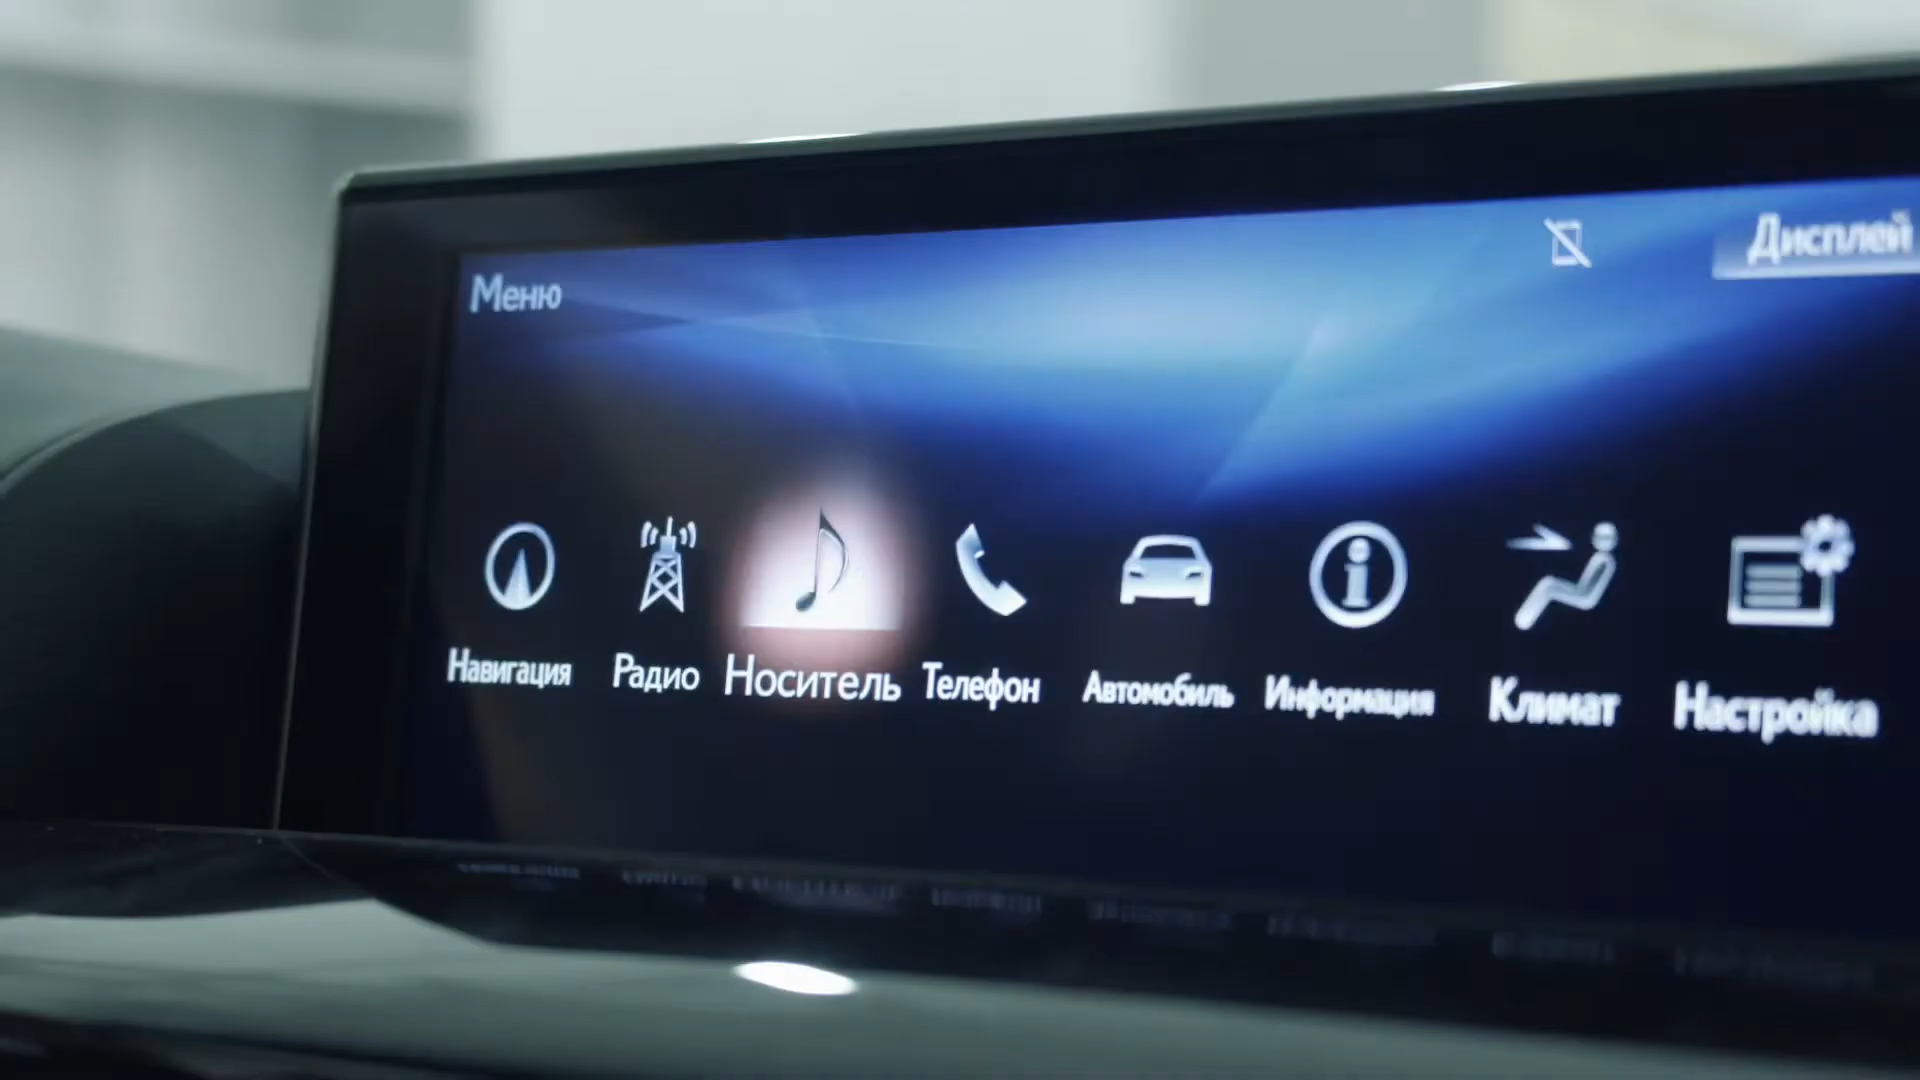 Меню
Дисплей
Навигация Радио Носитель Телефон Автомобиль Информация Климат Настройка